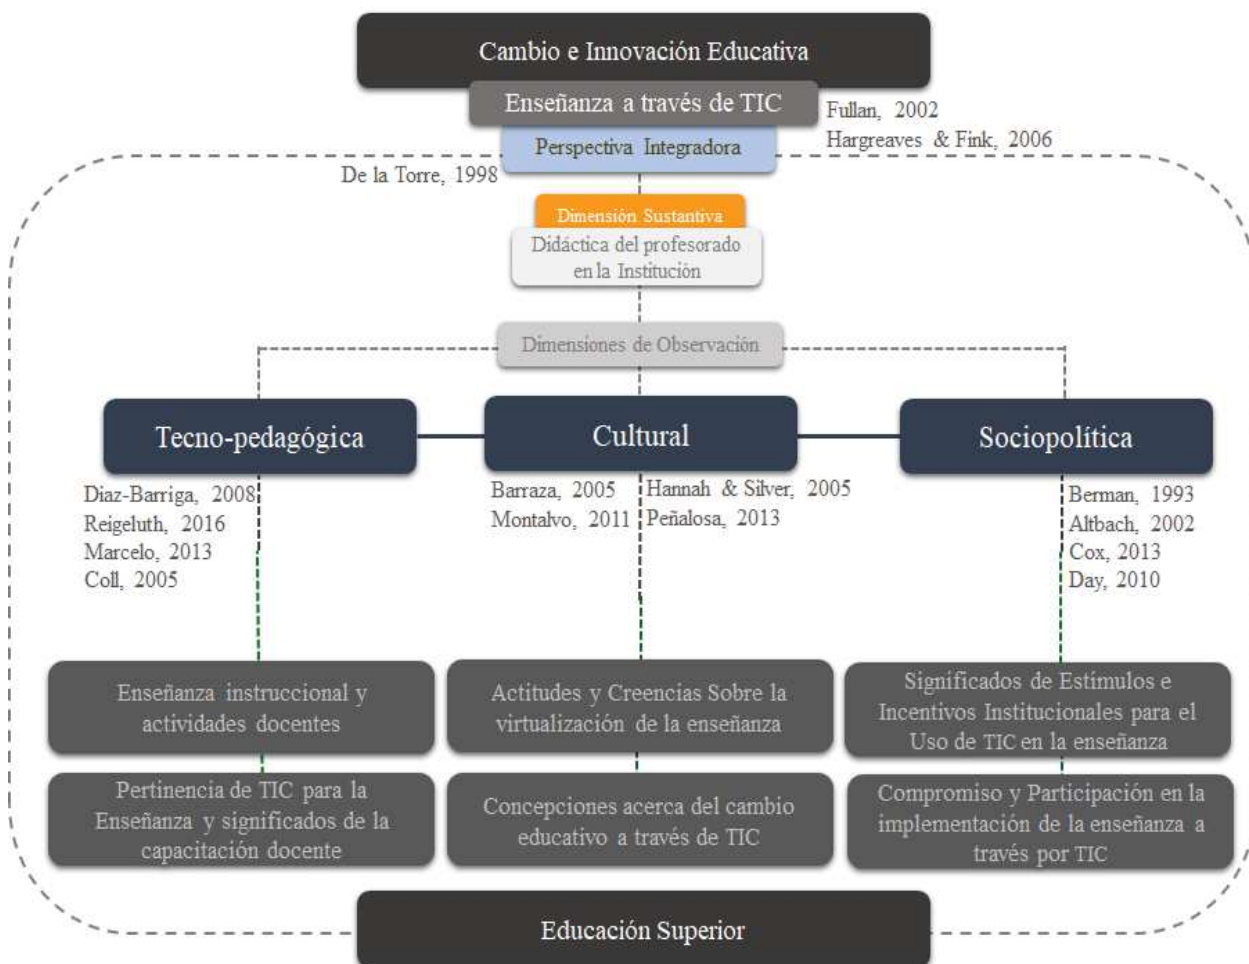 Cambio e Innovación Educativa
Enseñanza a través de TIC
Fullan, 2002
Hargreaves & Fink, 2006
Perspectiva Integradora
De la Torre, 1998
Dimensión Sustantiva
Didáctica del profesorado
en la Institución
Dimensiones de Observación
Tecno-pedagógica
Cultural
Sociopolítica
Diaz-Barriga, 2008
Reigeluth, 2016
Marcelo, 2013
Coll, 2005
Barraza, 2005
Montalvo, 2011
Hannah & Silver, 2005
Peñalosa, 2013
Berman, 1993
Altbach, 2002
Cox, 2013
Day, 2010
Enseñanza instruccional y
actividades docentes
Actitudes y Creencias Sobre la
virtualización de la enseñanza
Significados de Estímulos e
Incentivos Institucionales para el
Uso de TIC en la enseñanza
Pertinencia de TIC para la
Enseñanza y significados de la
capacitación docente
Concepciones acerca del cambio
educativo a través de TIC
Compromiso y Participación en la
implementación de la enseñanza a
través por TIC
Educación Superior